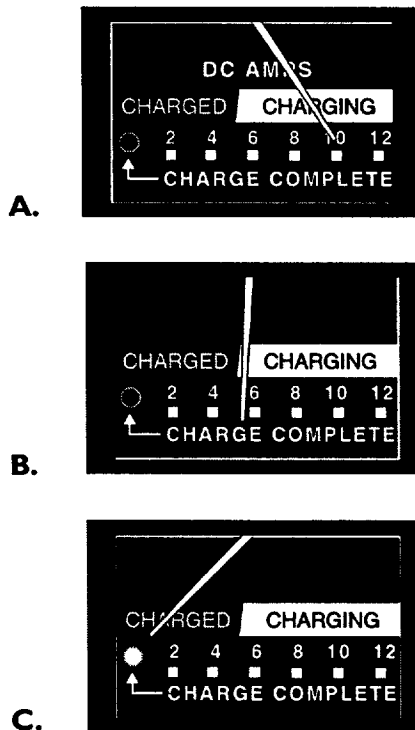 DC AMPS
CHARGED CHARGING
2 4 6 8 10 12
CHARGE COMPLETE
A.
CHARGED CHARGING
2 4 6 8 10 12
CHARGE COMPLETE
B.
CHARGED CHARGING
2 4 6 8 10 12
CHARGE COMPLETE
C.